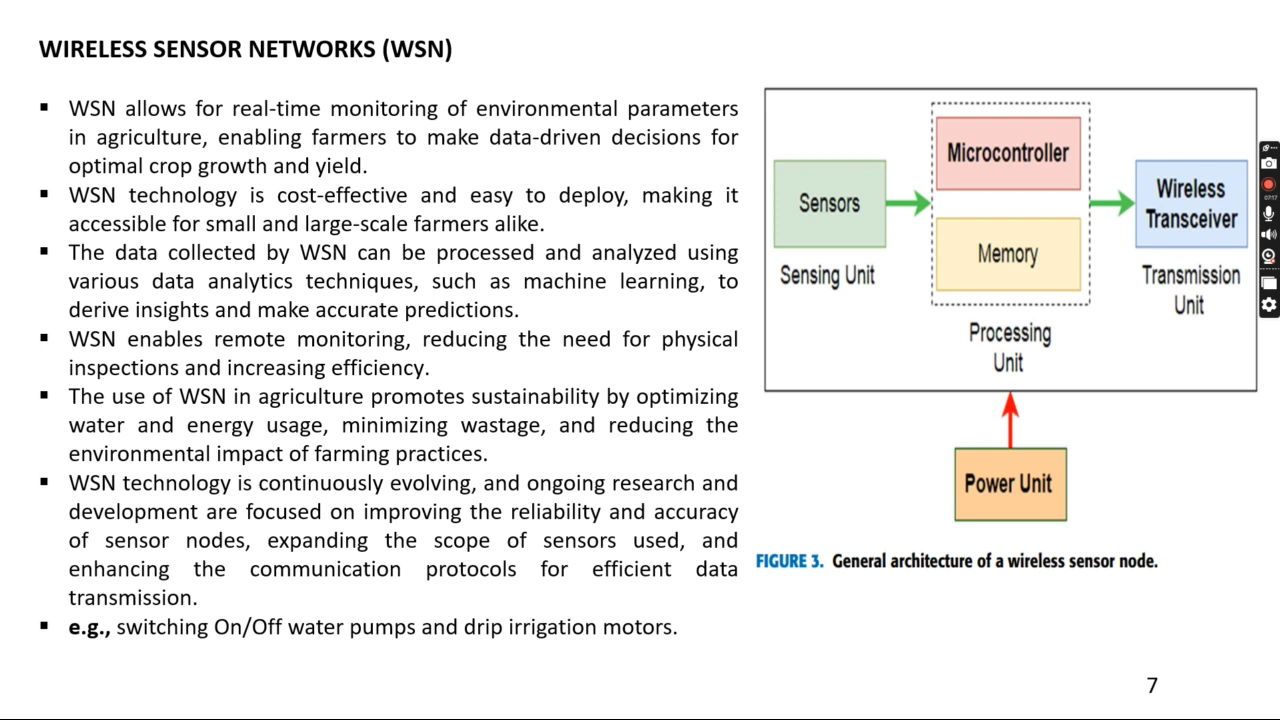 WIRELESS SENSOR NETWORKS (WSN)
▪ WSN allows for real-time monitoring of environmental parameters
in agriculture, enabling farmers to make data-driven decisions for
optimal crop growth and yield.
▪ WSN technology is cost-effective and easy to deploy, making it
accessible for small and large-scale farmers alike.
▪ The data collected by WSN can be processed and analyzed using
various data analytics techniques, such as machine learning, to
derive insights and make accurate predictions.
▪ WSN enables remote monitoring, reducing the need for physical
inspections and increasing efficiency.
▪ The use of WSN in agriculture promotes sustainability by optimizing
water and energy usage, minimizing wastage, and reducing the
environmental impact of farming practices.
▪ WSN technology is continuously evolving, and ongoing research and
development are focused on improving the reliability and accuracy
of sensor nodes, expanding the scope of sensors used, and
enhancing the communication protocols for efficient data
transmission.
▪ e.g., switching On/Off water pumps and drip irrigation motors.
Sensors
Sensing Unit
Microcontroller
Memory
Processing
Unit
Wireless
Transceiver
Transmission
Unit
Power Unit
FIGURE 3. General architecture of a wireless sensor node.
7